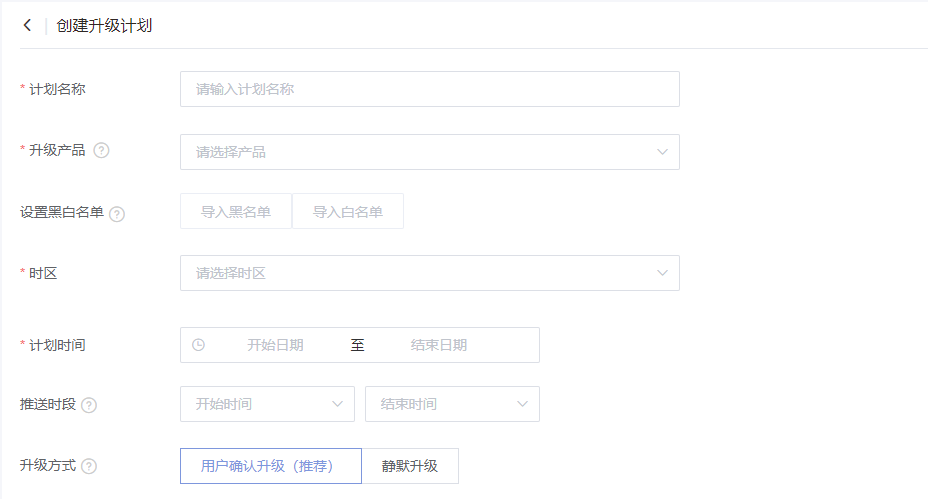 创建升级计划
* 计划名称 请输入计划名称
* 升级产品 ? 请选择产品
设置黑白名单 ? 导入黑名单 导入白名单
* 时区 请选择时区
* 计划时间 开始日期 至 结束日期
推送时段 ? 开始时间 结束时间
升级方式 ? 用户确认升级（推荐） 静默升级